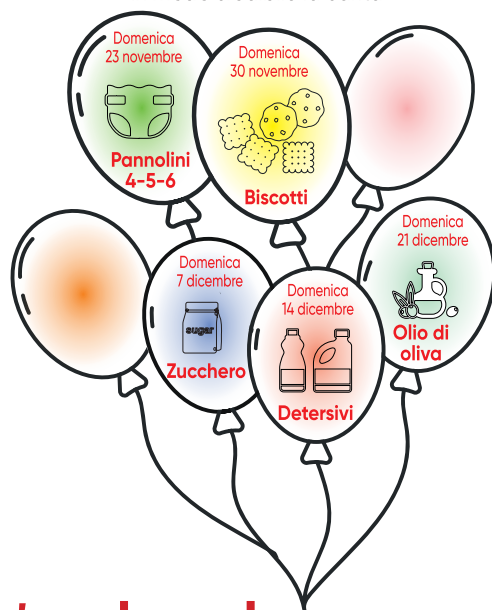 Domenica
23 novembre
Pannolini
4-5-6
Domenica
30 novembre
Biscotti
Domenica
7 dicembre
sugar
Zucchero
Domenica
14 dicembre
Detersivi
Domenica
21 dicembre
Olio di
oliva